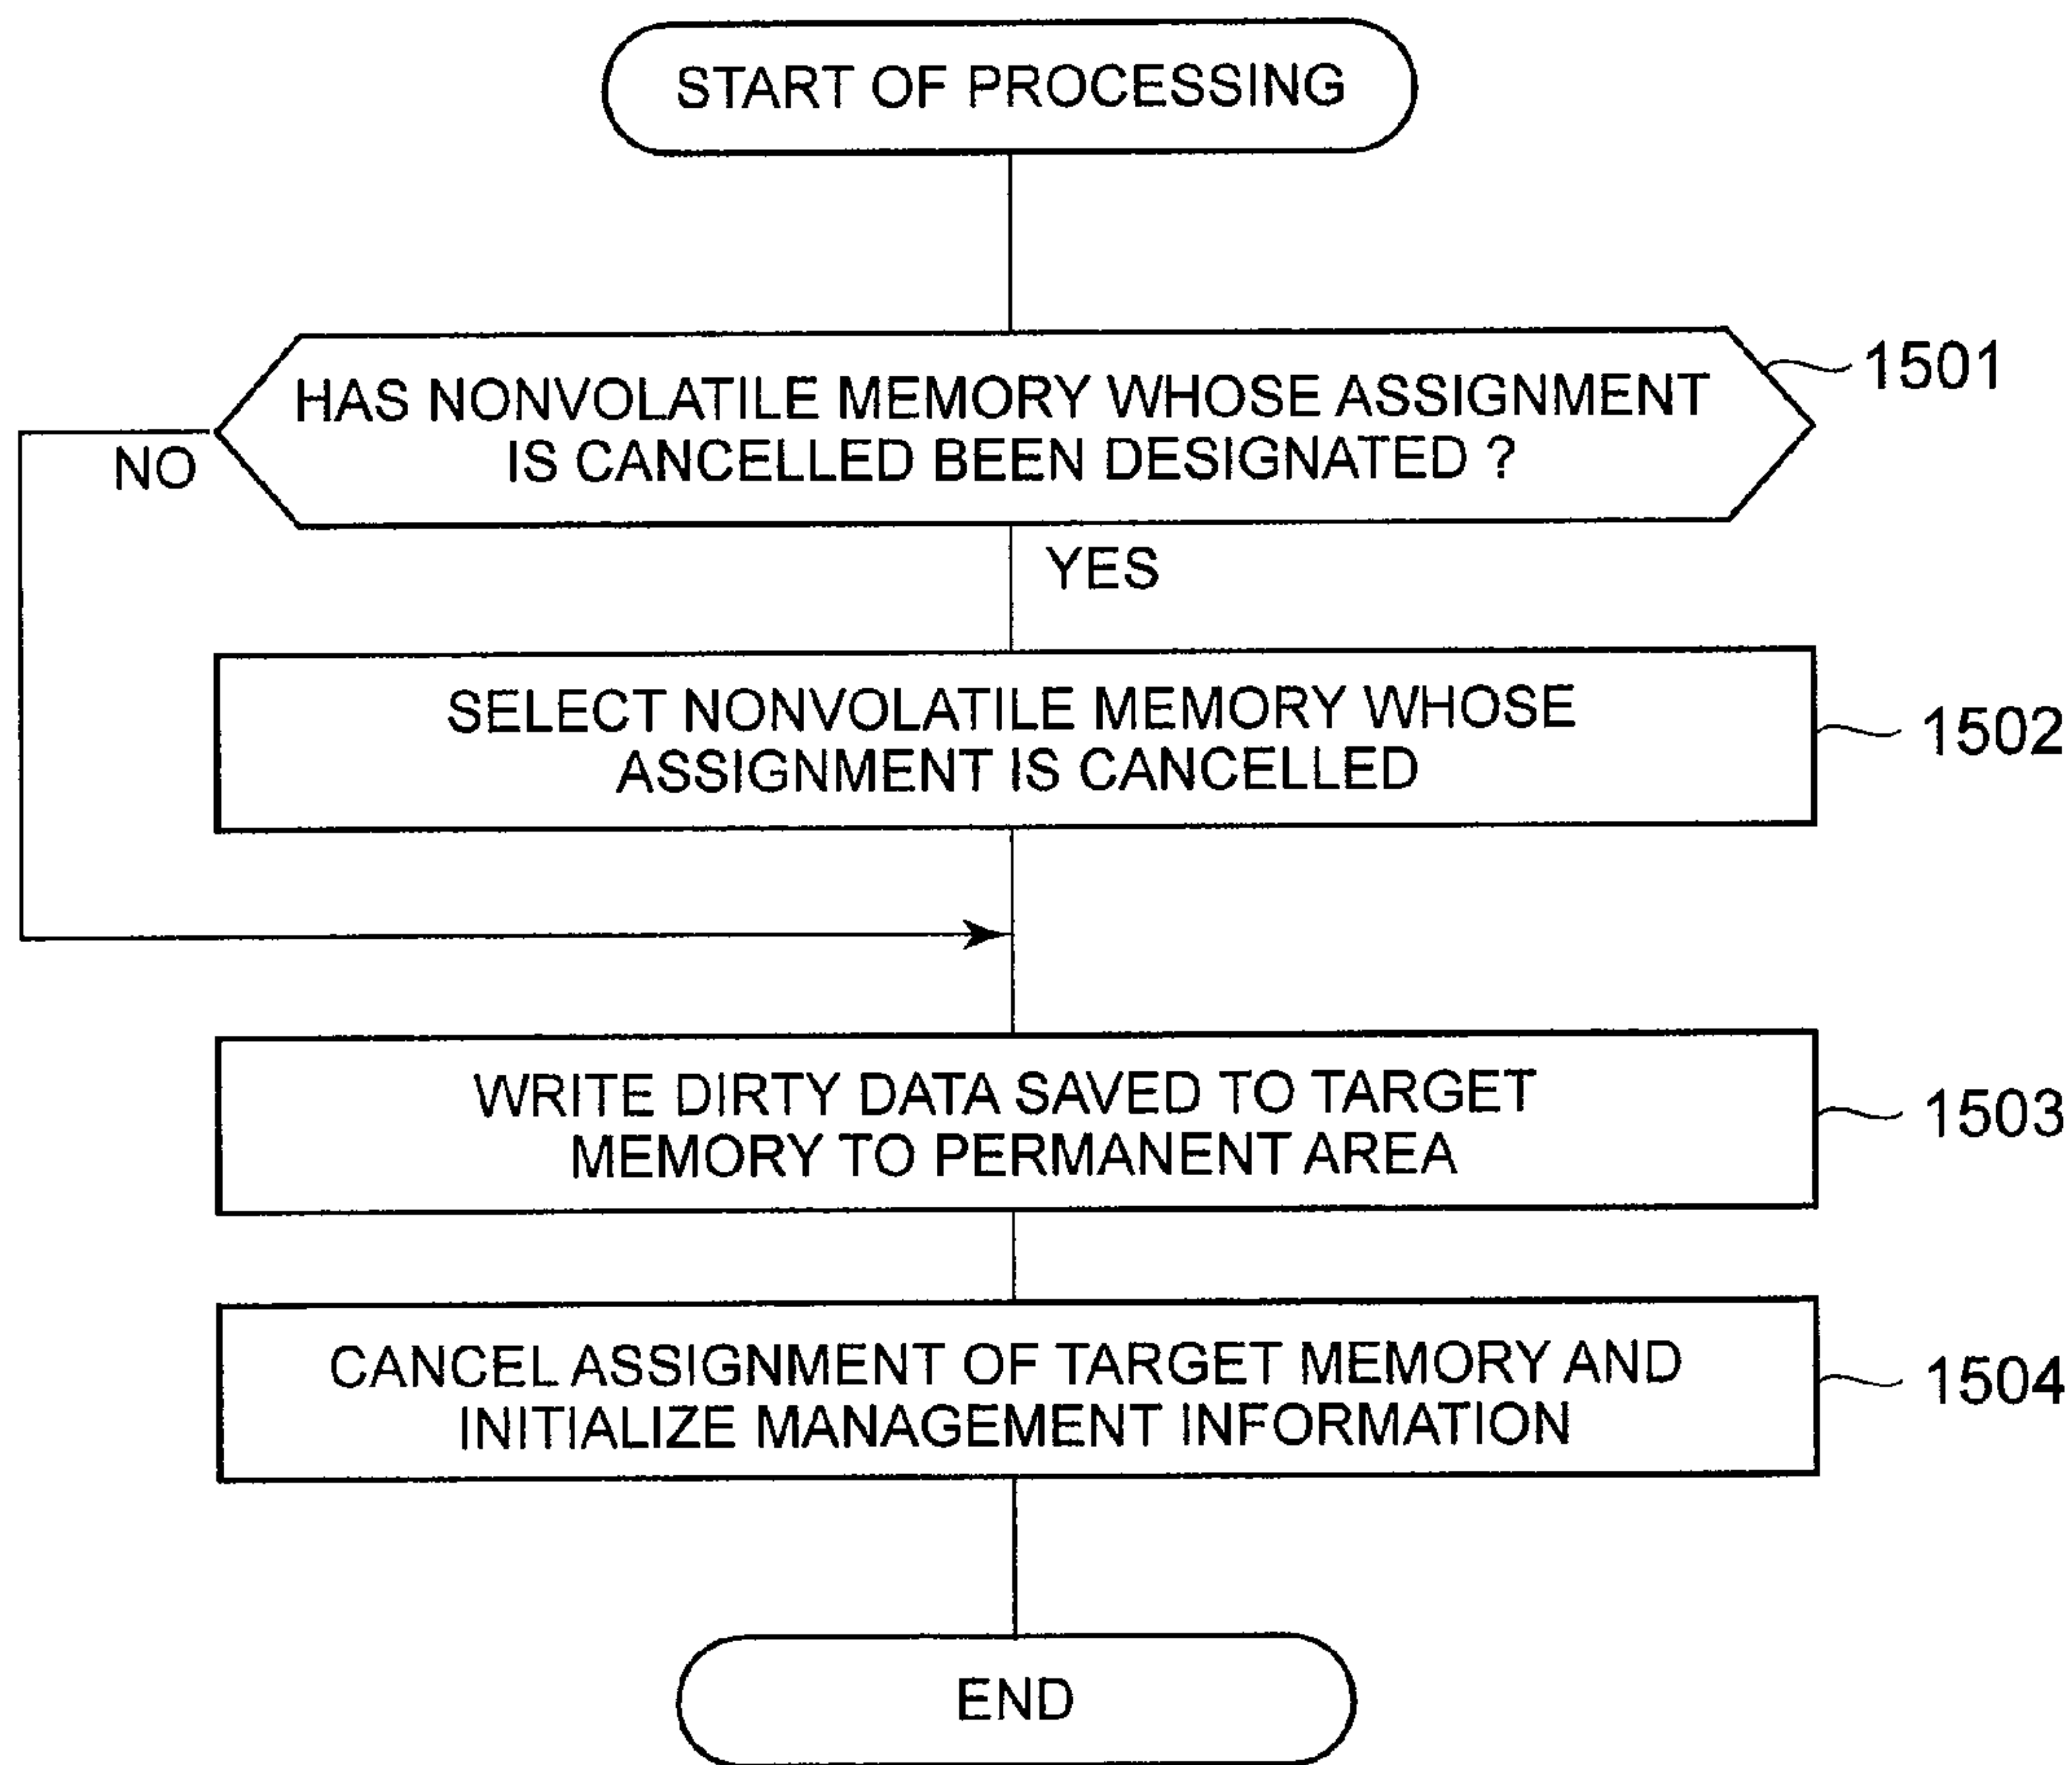 START OF PROCESSING
HAS NONVOLATILE MEMORY WHOSE ASSIGNMENT
IS CANCELLED BEEN DESIGNATED ?
1501
NO
YES
SELECT NONVOLATILE MEMORY WHOSE
ASSIGNMENT IS CANCELLED
1502
WRITE DIRTY DATA SAVED TO TARGET
MEMORY TO PERMANENT AREA
1503
CANCEL ASSIGNMENT OF TARGET MEMORY AND
INITIALIZE MANAGEMENT INFORMATION
1504
END